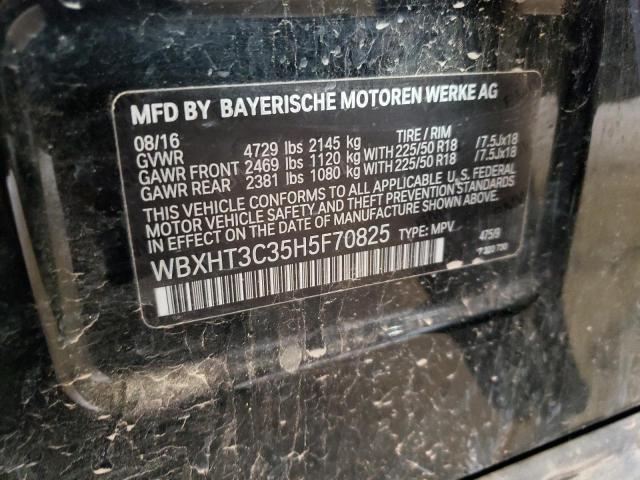 MFD BY BAYERISCHE MOTOREN WERKE AG
08/16 TIRE / RIM
GVWR 4729 lbs 2145 kg
GAWR FRONT 2469 lbs 1120 kg WITH 225/50 R18 /7.5Jx18
GAWR REAR 2381 lbs 1080 kg WITH 225/50 R18 /7.5Jx18
THIS VEHICLE CONFORMS TO ALL APPLICABLE U.S. FEDERAL
MOTOR VEHICLE SAFETY AND THEFT PREVENTION STANDARDS
IN EFFECT ON THE DATE OF MANUFACTURE SHOWN ABOVE.
WBXHT3C35H5F70825 TYPE: MPV 475/9